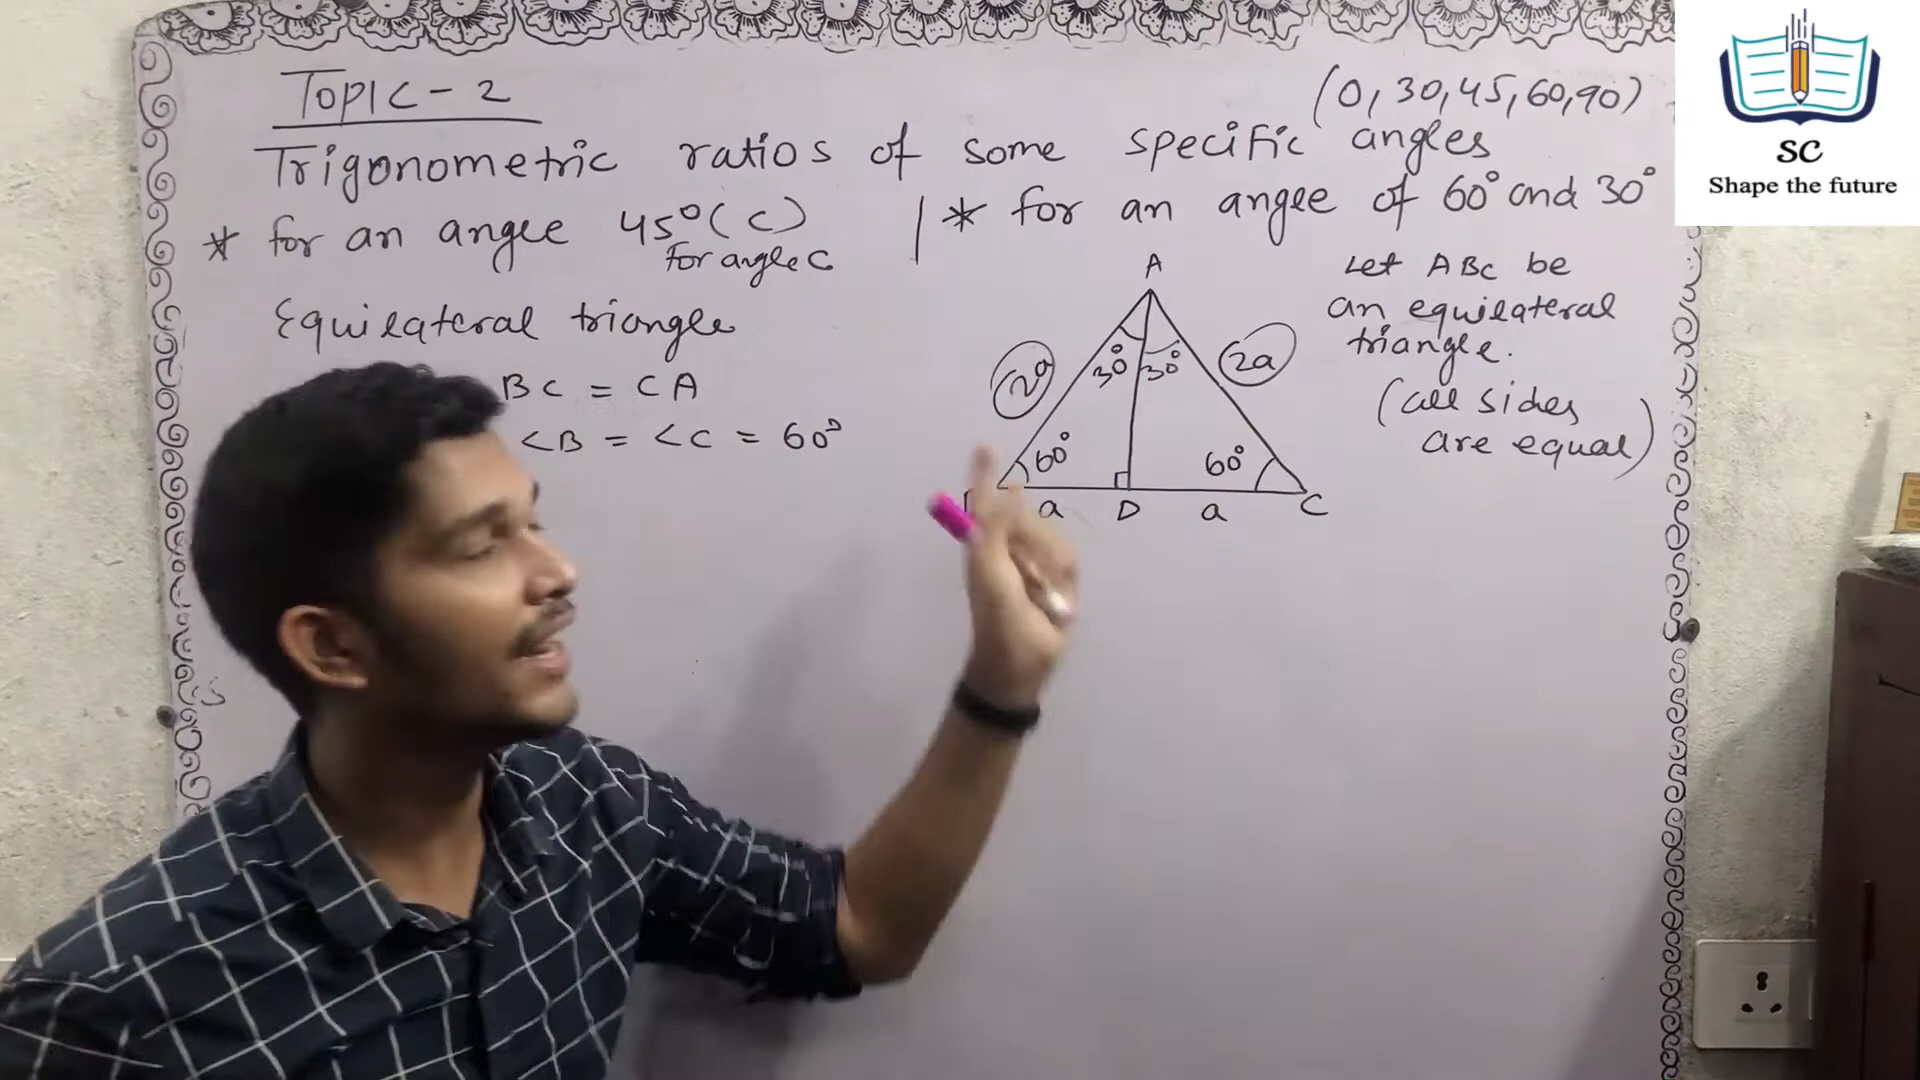 TOPIC - 2
(0, 30, 45, 60, 90)
Trigonometric ratios of some specific angles
* for an angle 45° (C)
for angle C
Equilateral triangle
BC = CA
<B = <C = 60°
* for an angle of 60° and 30°
A
30° 30°
2a 2a
60° 60°
a D a C
Let ABC be
an equilateral
triangle.
(all sides
are equal)
SC
Shape the future